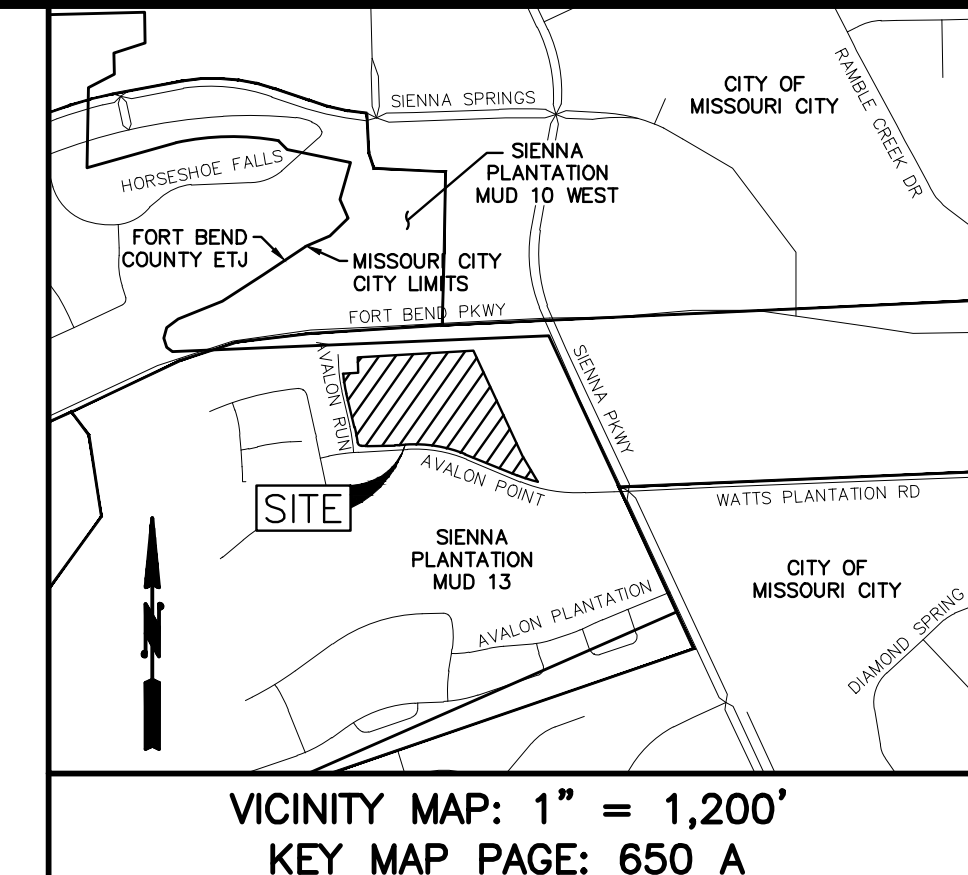 SIENNA SPRINGS
CITY OF
MISSOURI CITY
RAMBLE CREEK DR
HORSESHOE FALLS
SIENNA
PLANTATION
MUD 10 WEST
FORT BEND
COUNTY ETJ
MISSOURI CITY
CITY LIMITS
FORT BEND PKWY
AVALON RUN
SIENNA PKWY
AVALON POINT
SITE
WATTS PLANTATION RD
SIENNA
PLANTATION
MUD 13
CITY OF
MISSOURI CITY
AVALON PLANTATION
DIAMOND SPRING
N
VICINITY MAP: 1" = 1,200'
KEY MAP PAGE: 650 A